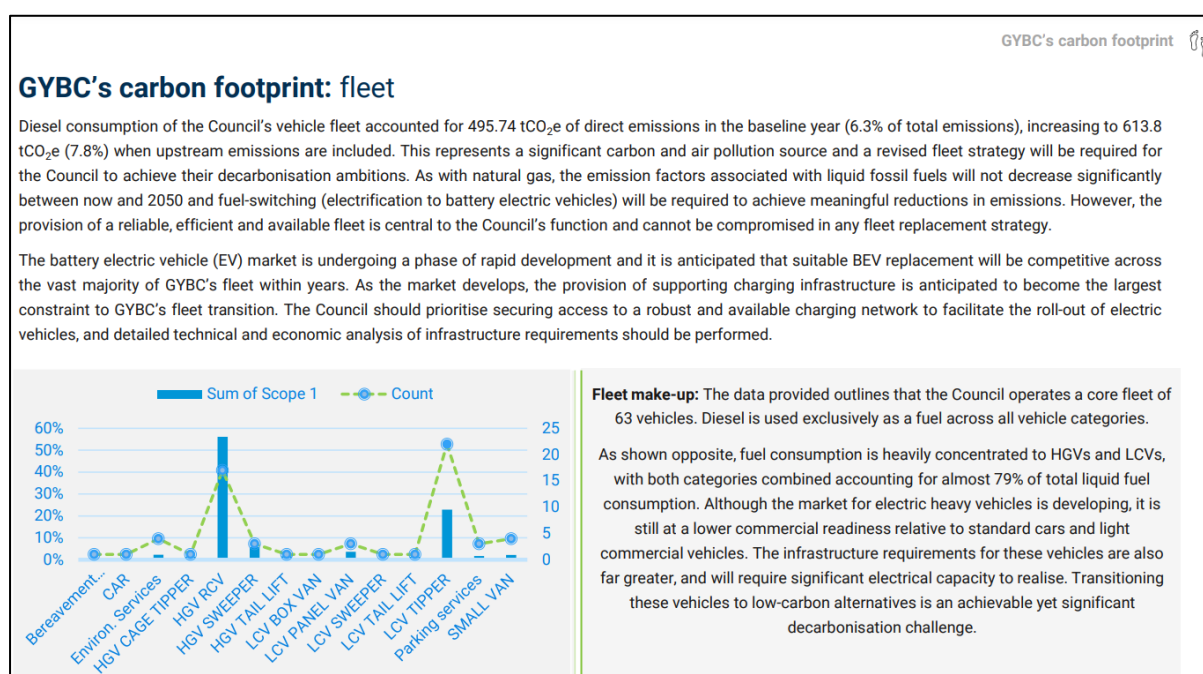 GYBC’s carbon footprint
GYBC’s carbon footprint: fleet
Diesel consumption of the Council’s vehicle fleet accounted for 495.74 tCO₂e of direct emissions in the baseline year (6.3% of total emissions), increasing to 613.8
tCO₂e (7.8%) when upstream emissions are included. This represents a significant carbon and air pollution source and a revised fleet strategy will be required for
the Council to achieve their decarbonisation ambitions. As with natural gas, the emission factors associated with liquid fossil fuels will not decrease significantly
between now and 2050 and fuel-switching (electrification to battery electric vehicles) will be required to achieve meaningful reductions in emissions. However, the
provision of a reliable, efficient and available fleet is central to the Council’s function and cannot be compromised in any fleet replacement strategy.
The battery electric vehicle (EV) market is undergoing a phase of rapid development and it is anticipated that suitable BEV replacement will be competitive across
the vast majority of GYBC’s fleet within years. As the market develops, the provision of supporting charging infrastructure is anticipated to become the largest
constraint to GYBC’s fleet transition. The Council should prioritise securing access to a robust and available charging network to facilitate the roll-out of electric
vehicles, and detailed technical and economic analysis of infrastructure requirements should be performed.
Sum of Scope 1 Count
60% 25
50% 20
40% 15
30%
20% 10
10% 5
0% 0
Bereavement...
CAR
Environ. Services
HGV CAGE TIPPER
HGV RCV
HGV SWEEPER
HGV TAIL LIFT
LCV BOX VAN
LCV PANEL VAN
LCV SWEEPER
LCV TAIL LIFT
LCV TIPPER
Parking services
SMALL VAN
Fleet make-up: The data provided outlines that the Council operates a core fleet of
63 vehicles. Diesel is used exclusively as a fuel across all vehicle categories.
As shown opposite, fuel consumption is heavily concentrated to HGVs and LCVs,
with both categories combined accounting for almost 79% of total liquid fuel
consumption. Although the market for electric heavy vehicles is developing, it is
still at a lower commercial readiness relative to standard cars and light
commercial vehicles. The infrastructure requirements for these vehicles are also
far greater, and will require significant electrical capacity to realise. Transitioning
these vehicles to low-carbon alternatives is an achievable yet significant
decarbonisation challenge.